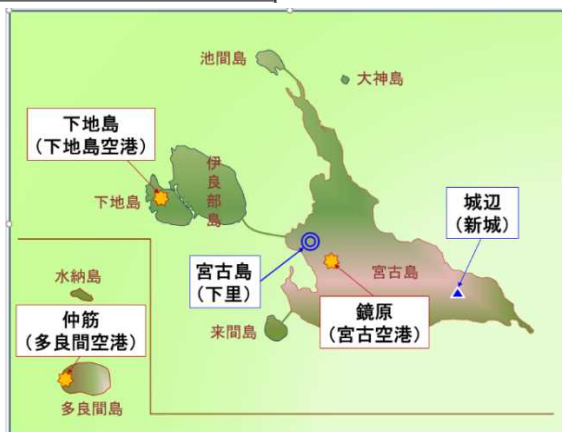 池間島
大神島
下地島
（下地島空港）
伊良部島
下地島
城辺
（新城）
宮古島
（下里）
宮古島
水納島
鏡原
（宮古空港）
来間島
仲筋
（多良間空港）
多良間島